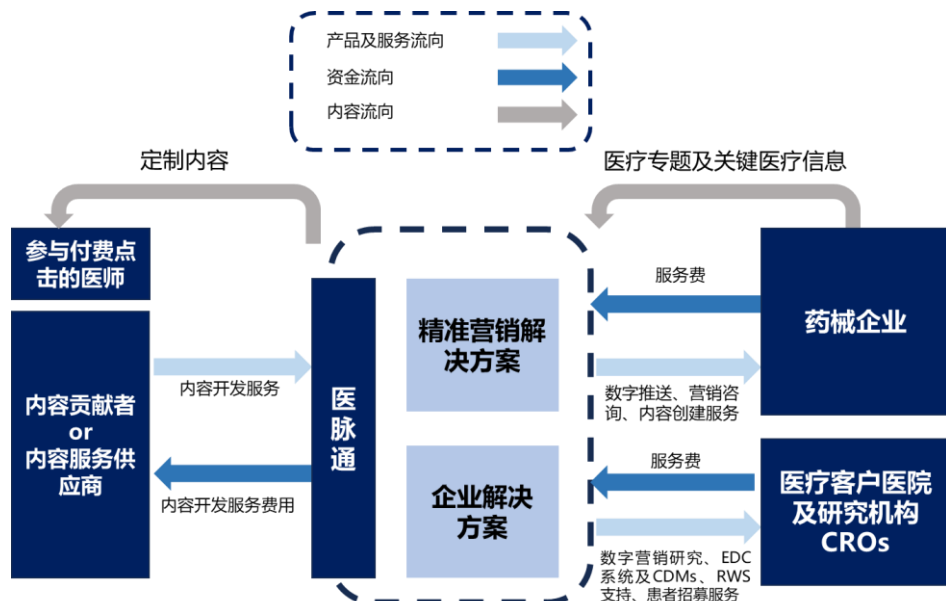 产品及服务流向
资金流向
内容流向
定制内容
医疗专题及关键医疗信息
参与付费点
击的医师
内容贡献者
or
内容服务供
应商
内容开发服务
内容开发服务费用
医脉通
精准营销解
决方案
企业解决
方案
服务费
数字推送、营销咨
询、内容创建服务
药械企业
服务费
数字营销研究、EDC
系统及CDMs、RWS
支持、患者招募服务
医疗客户医院
及研究机构
CROs